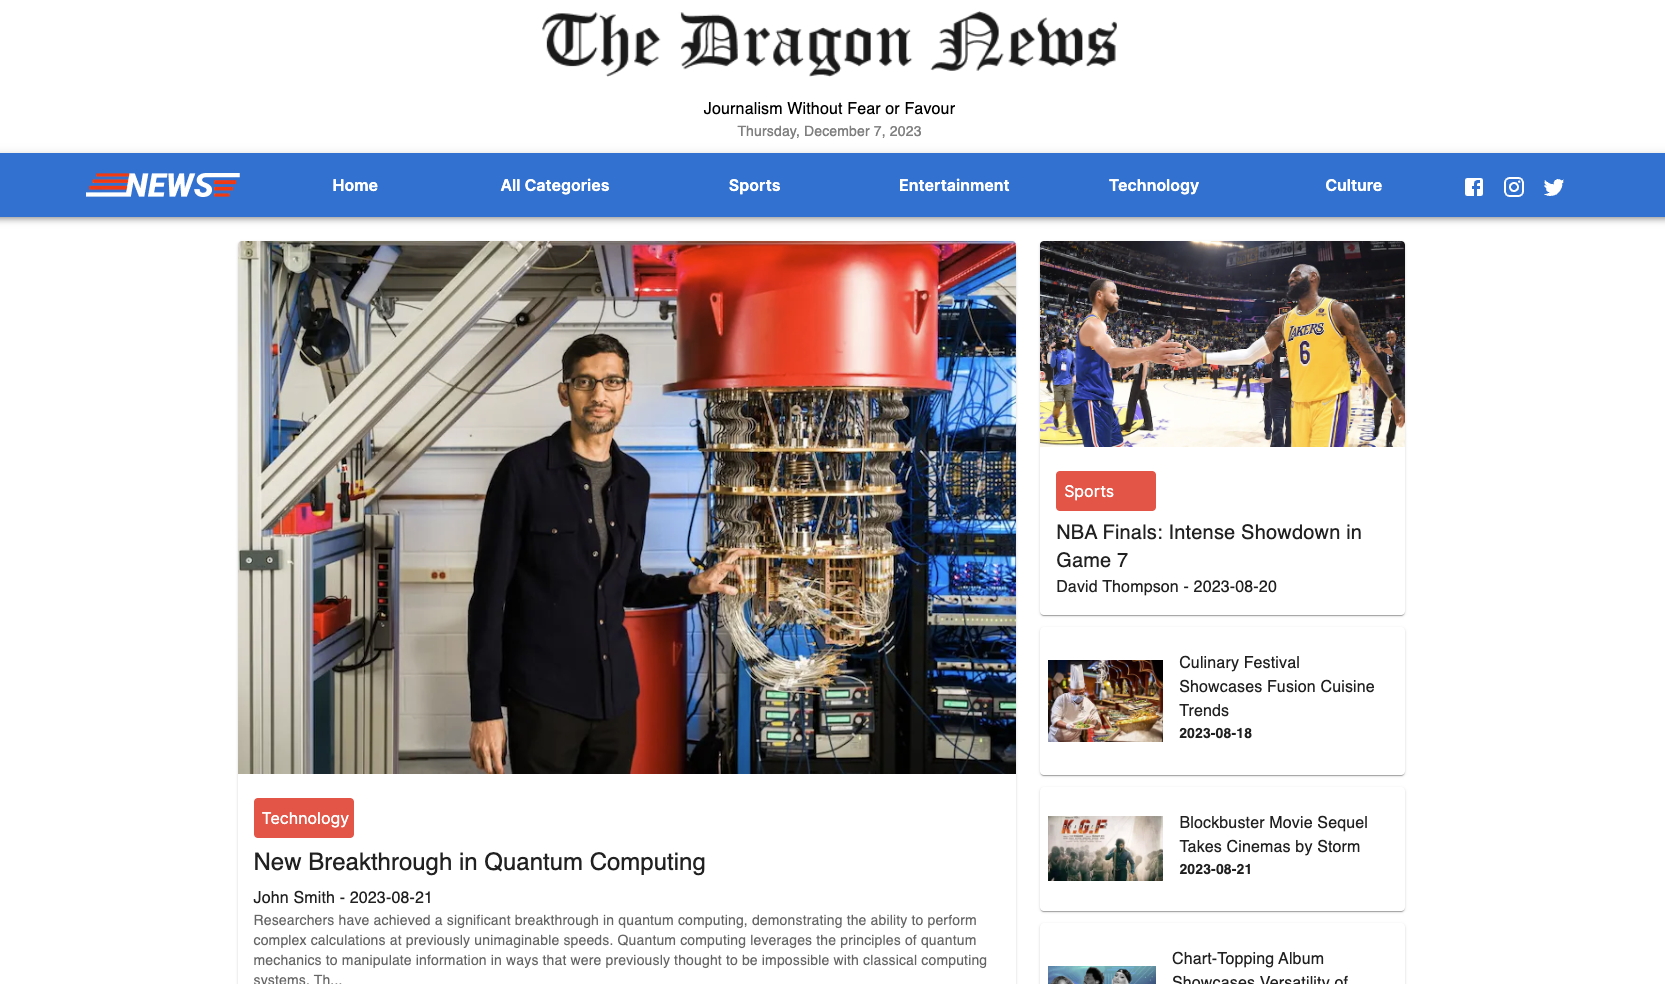 The Dragon News
Journalism Without Fear or Favour
Thursday, December 7, 2023
NEWS
Home
All Categories
Sports
Entertainment
Technology
Culture
Technology
New Breakthrough in Quantum Computing
John Smith - 2023-08-21
Researchers have achieved a significant breakthrough in quantum computing, demonstrating the ability to perform
complex calculations at previously unimaginable speeds. Quantum computing leverages the principles of quantum
mechanics to manipulate information in ways that were previously thought to be impossible with classical computing
systems. Th...
LAKERS
6
Sports
NBA Finals: Intense Showdown in
Game 7
David Thompson - 2023-08-20
Culinary Festival
Showcases Fusion Cuisine
Trends
2023-08-18
K.G.F
Blockbuster Movie Sequel
Takes Cinemas by Storm
2023-08-21
Chart-Topping Album
Showcases Versatility of